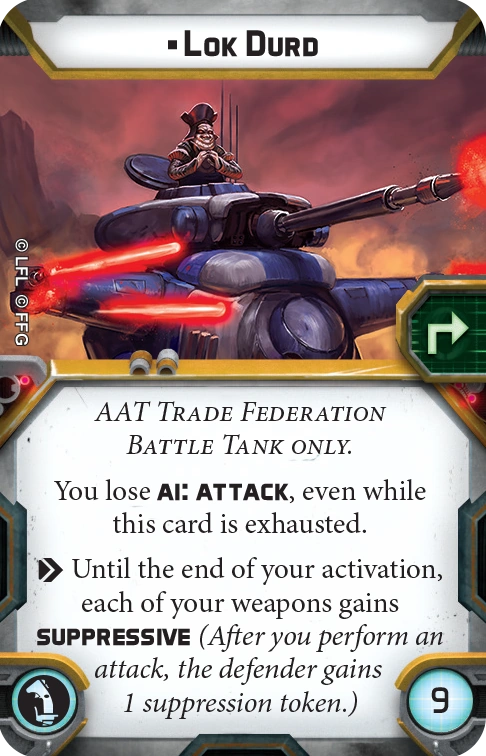 ▪Lok Durd
© LFL © FFG
AAT Trade Federation
Battle Tank only.
You lose AI: Attack, even while
this card is exhausted.
Until the end of your activation,
each of your weapons gains
Suppressive (After you perform an
attack, the defender gains
1 suppression token.)
9